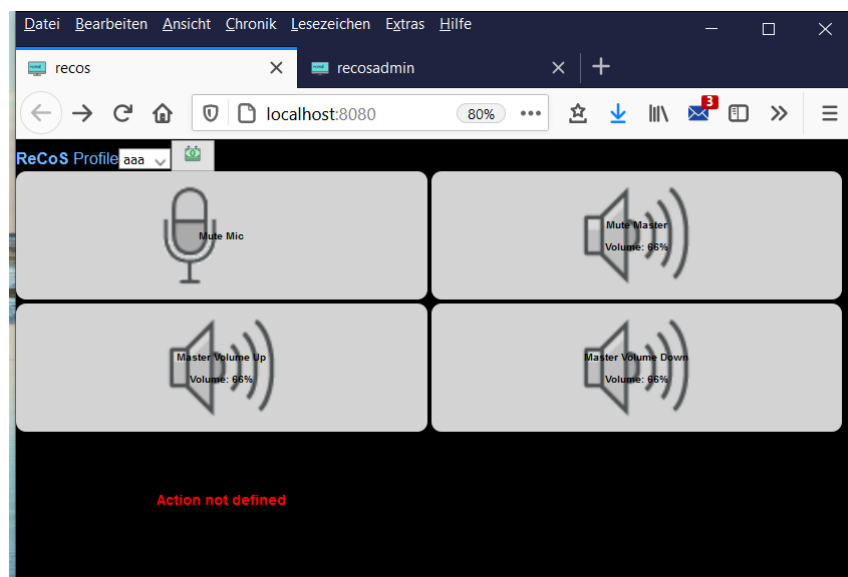 Datei Bearbeiten Ansicht Chronik Lesezeichen Extras Hilfe
recos recosadmin
localhost:8080 80% 3
ReCoS Profile aaa
Mute Mic
Mute Master
Volume: 66%
Master Volume Up
Volume: 66%
Master Volume Down
Volume: 66%
Action not defined